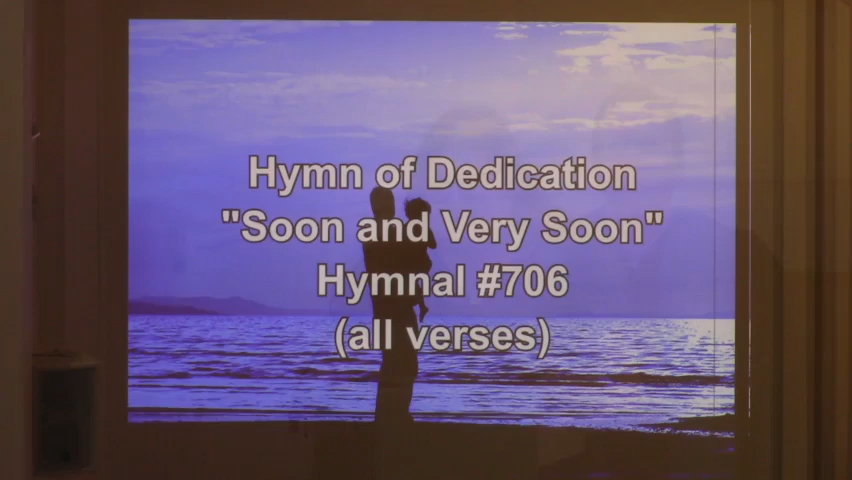 Hymn of Dedication
"Soon and Very Soon"
Hymnal #706
(all verses)